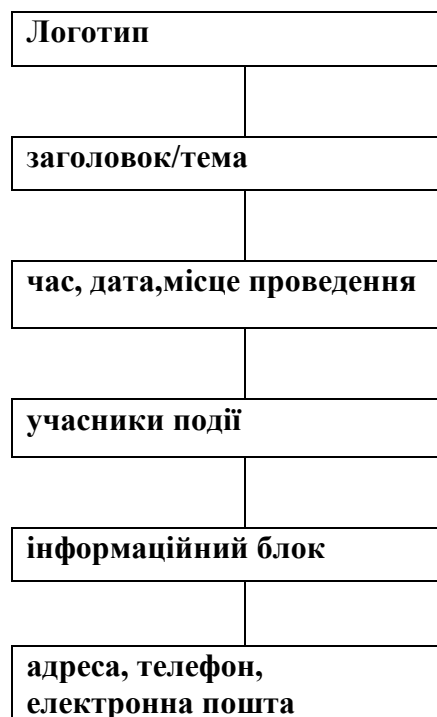 Логотип
заголовок/тема
час, дата,місце проведення
учасники події
інформаційний блок
адреса, телефон,
електронна пошта